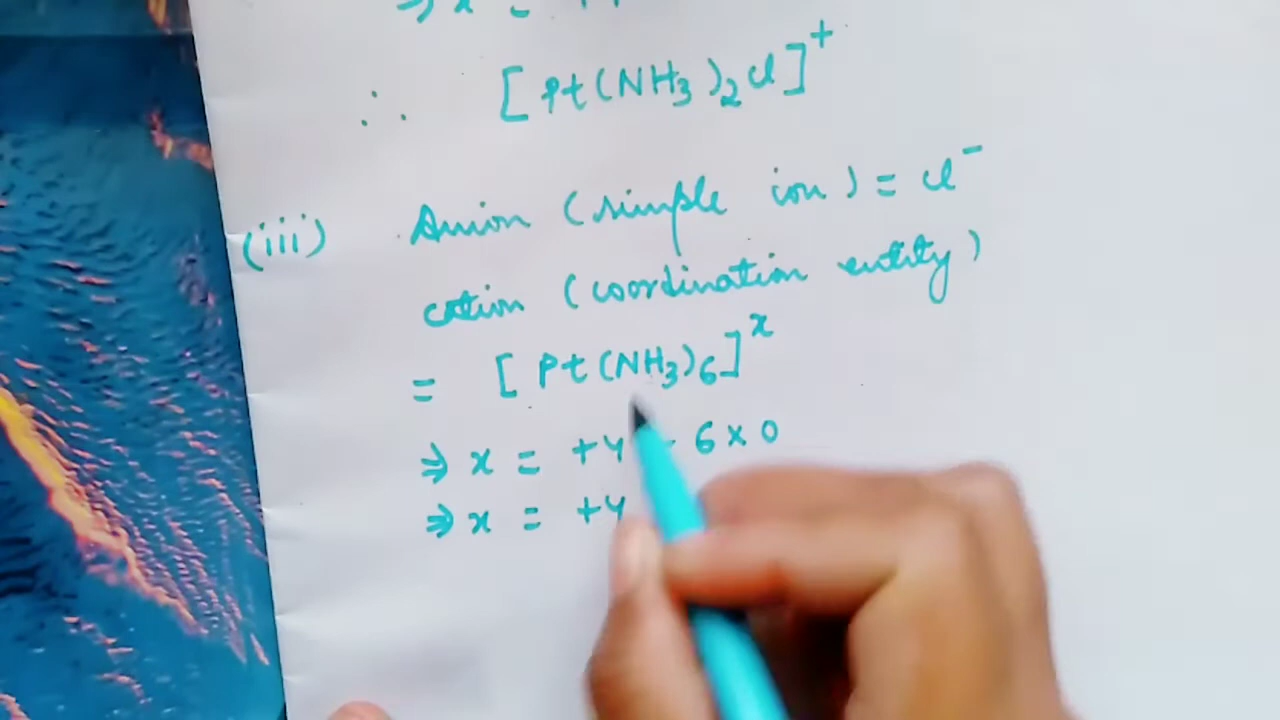 ⇒ x =
∴ [Pt(NH₃)₂Cl]⁺
(iii) Anion (simple ion) = Cl⁻
cation (coordination entity)
= [Pt(NH₃)₆]ˣ
⇒ x = +4 + 6 × 0
⇒ x = +4